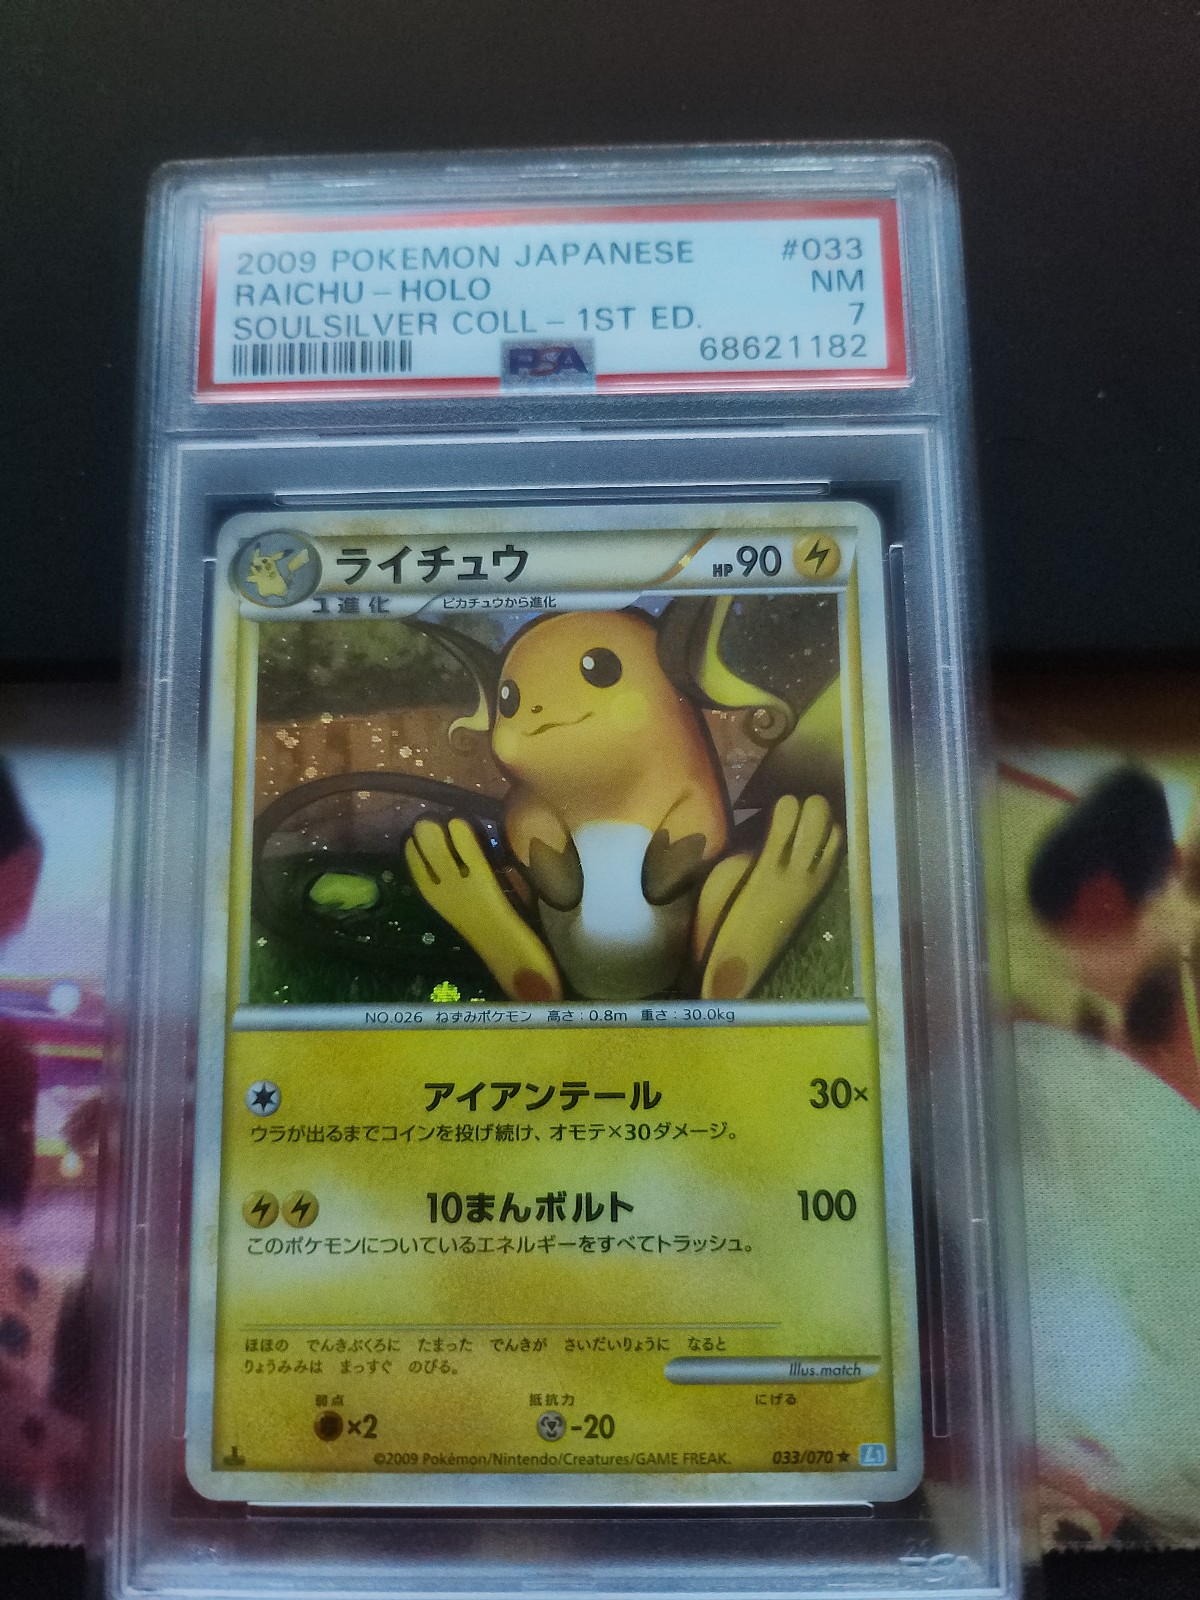 2009 POKEMON JAPANESE #033
RAICHU - HOLO NM
SOULSILVER COLL - 1ST ED. 7
PSA 68621182
ライチュウ HP 90
1進化 ピカチュウから進化
NO.026 ねずみポケモン 高さ:0.8m 重さ:30.0kg
アイアンテール 30×
ウラが出るまでコインを投げ続け、オモテ×30ダメージ。
10まんボルト 100
このポケモンについているエネルギーをすべてトラッシュ。
ほほの でんきぶくろに たまった でんきが さいだいりょうに なると
りょうみみは まっすぐ のびる。
Illus. match
弱点 抵抗力 にげる
×2 -20
©2009 Pokémon/Nintendo/Creatures/GAME FREAK. 033/070 ★ L1